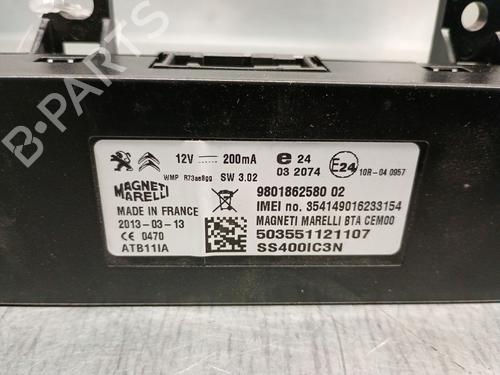 12V 200mA
e 24
03 2074
E24
10R-04 0957
WMP R73ae8gg SW 3.02
MAGNETI
MARELLI
9801862580 02
IMEI no. 354149016233154
MADE IN FRANCE
MAGNETI MARELLI BTA CEM00
2013-03-13
503551121107
CE 0470
ATB11IA
SS400IC3N
B-PARTS